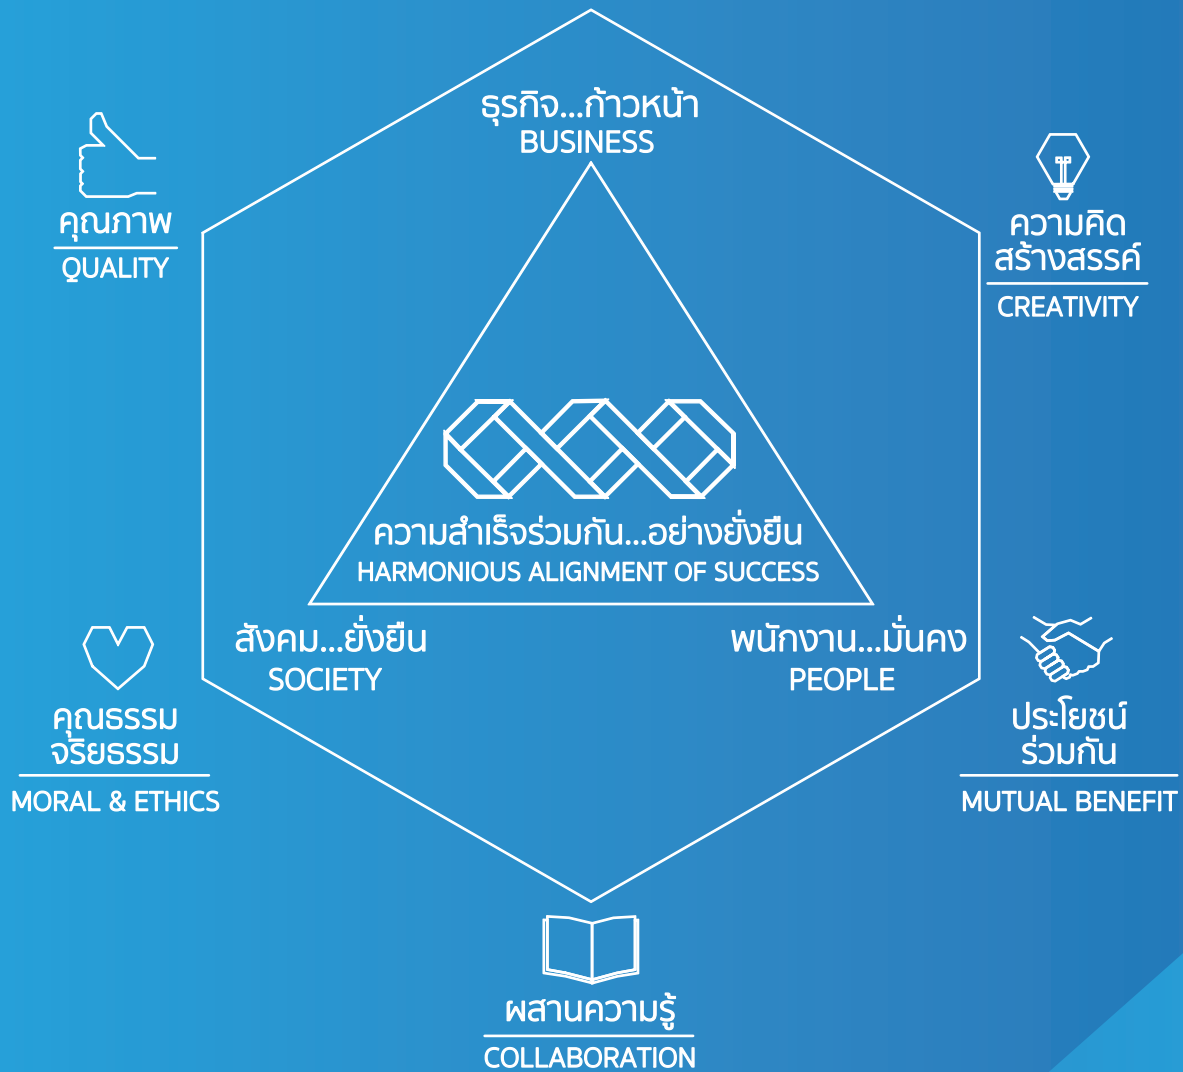 ธุรกิจ...ก้าวหน้า
BUSINESS
คุณภาพ
QUALITY
ความคิด
สร้างสรรค์
CREATIVITY
ความสำเร็จร่วมกัน...อย่างยั่งยืน
HARMONIOUS ALIGNMENT OF SUCCESS
สังคม...ยั่งยืน
SOCIETY
พนักงาน...มั่นคง
PEOPLE
คุณธรรม
จริยธรรม
MORAL & ETHICS
ประโยชน์
ร่วมกัน
MUTUAL BENEFIT
ผสานความรู้
COLLABORATION